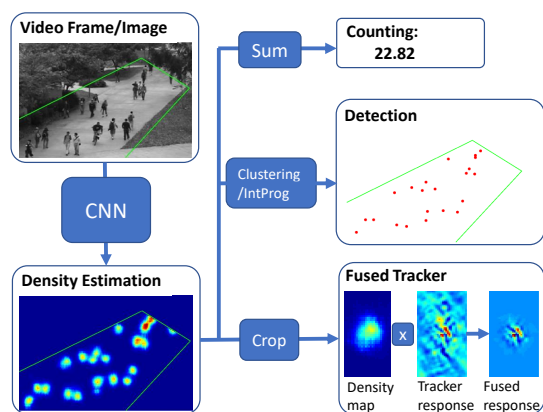 Video Frame/Image
CNN
Density Estimation
Sum
Counting:
22.82
Clustering
/IntProg
Detection
Crop
Fused Tracker
x
Density
map
Tracker
response
Fused
response